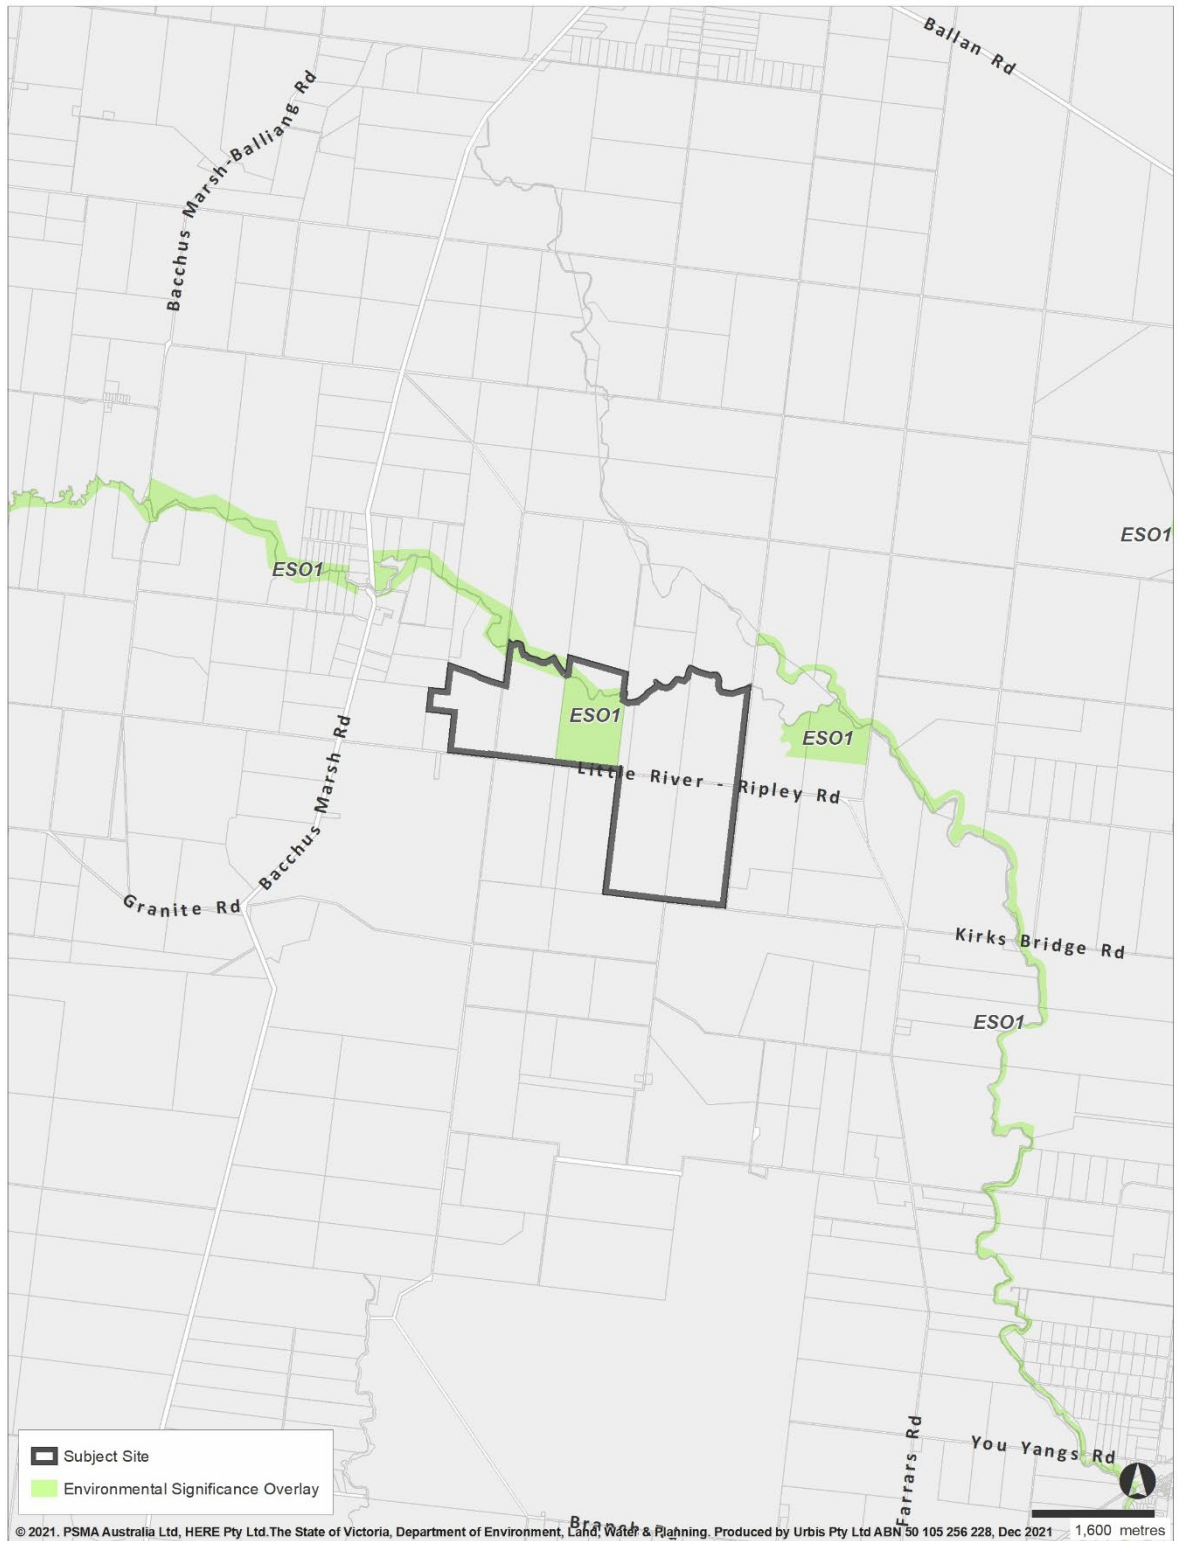 Ballan Rd
Bacchus Marsh-Balliang Rd
ESO1
ESO1
ESO1
ESO1
Little River - Ripley Rd
Bacchus Marsh Rd
Granite Rd
Kirks Bridge Rd
ESO1
You Yangs Rd
Farrars Rd
Subject Site
Environmental Significance Overlay
1,600 metres
© 2021. PSMA Australia Ltd, HERE Pty Ltd.The State of Victoria, Department of Environment, Land, Water & Planning. Produced by Urbis Pty Ltd ABN 50 105 256 228, Dec 2021